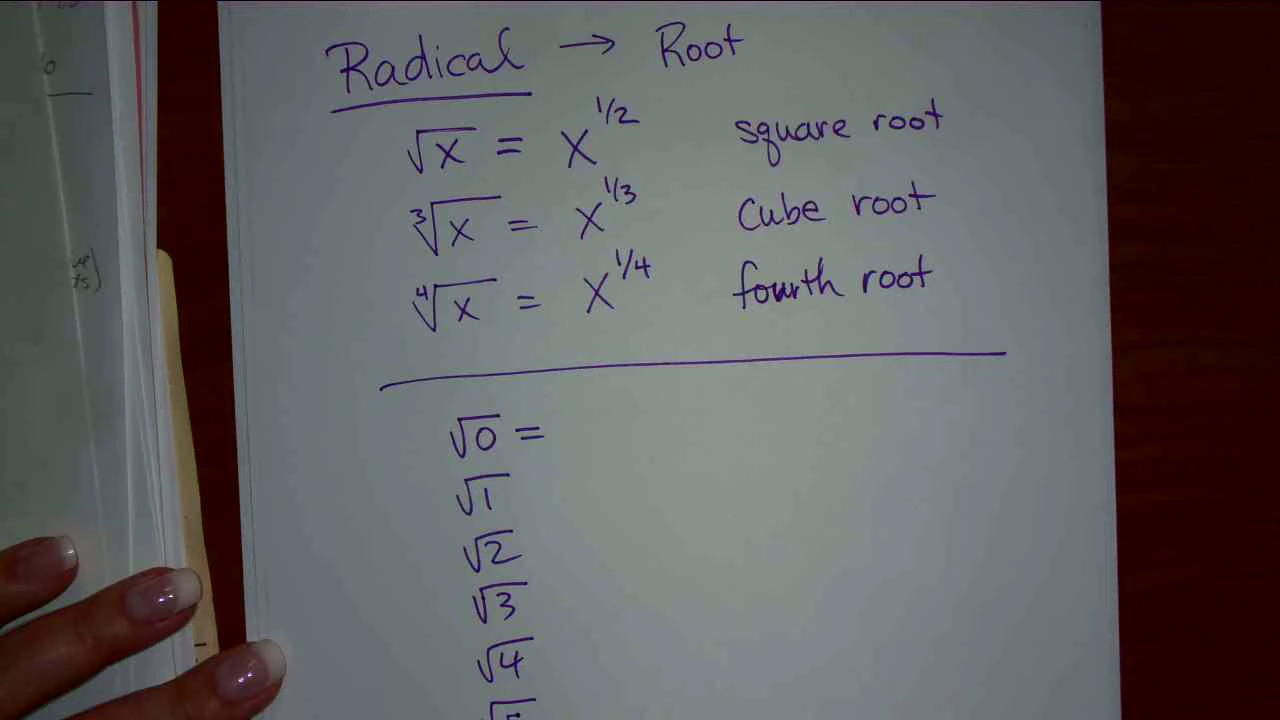 Radical → Root
√x = x^1/2 square root
∛x = x^1/3 cube root
∜x = x^1/4 fourth root
√0 =
√1
√2
√3
√4